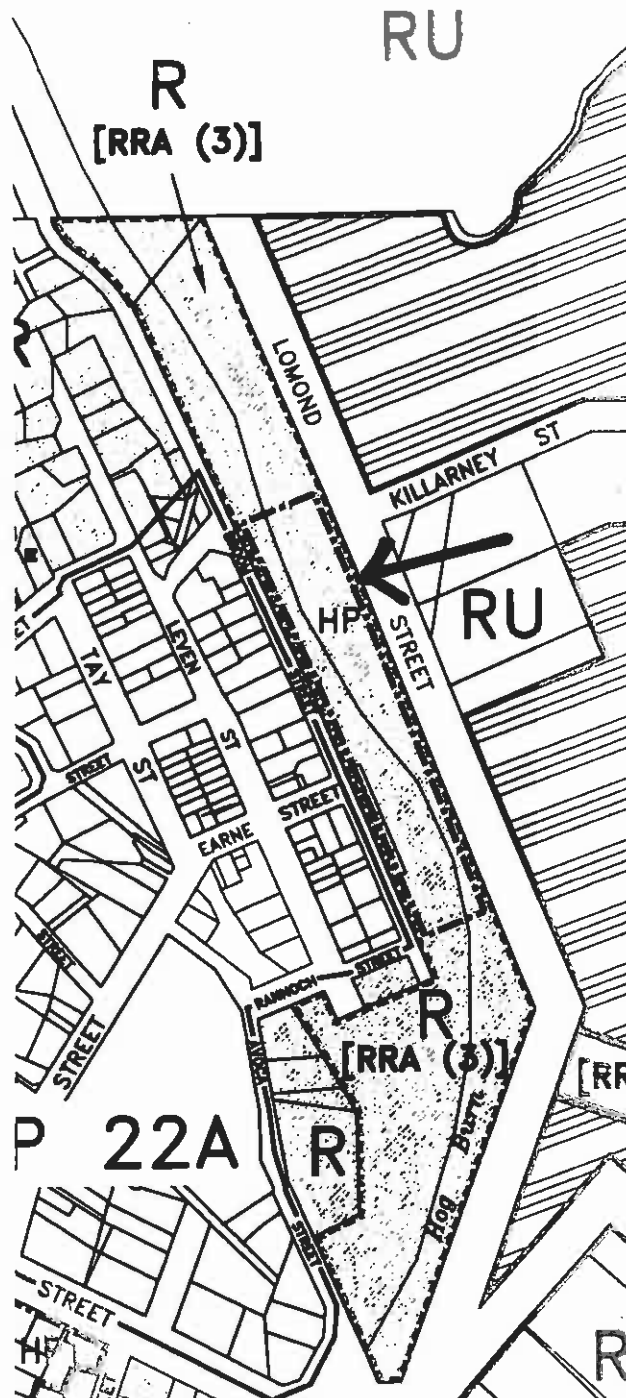 RU
R
[RRA (3)]
R
LOMOND
STREET
KILLARNEY ST
HP
RU
TAY
ST
LEVEN
ST
STREET
EARNE STREET
STREET
STREET
RANNOCH STREET
R
[RRA (3)]
[RR
AVOCA
STREET
P 22A
R
Hog Burn
STREET
R